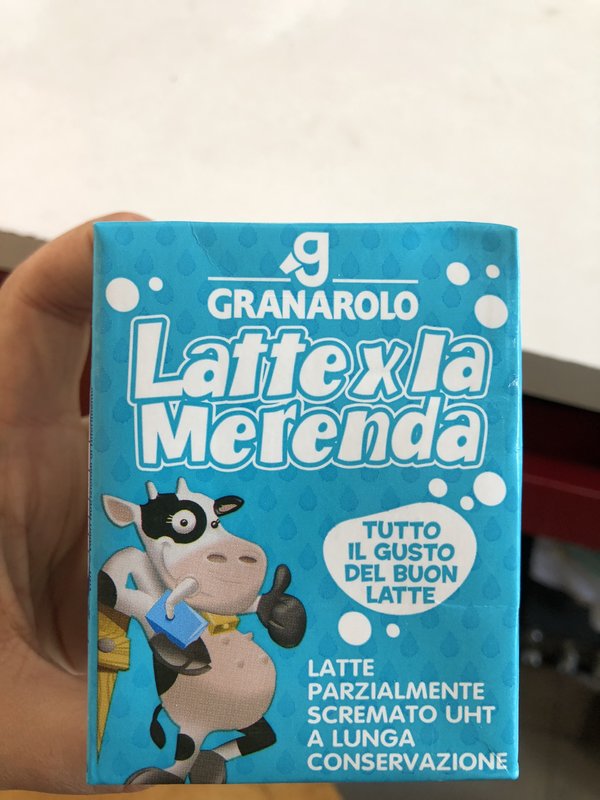 g
GRANAROLO
Latte x la
Merenda
TUTTO
IL GUSTO
DEL BUON
LATTE
LATTE
PARZIALMENTE
SCREMATO UHT
A LUNGA
CONSERVAZIONE